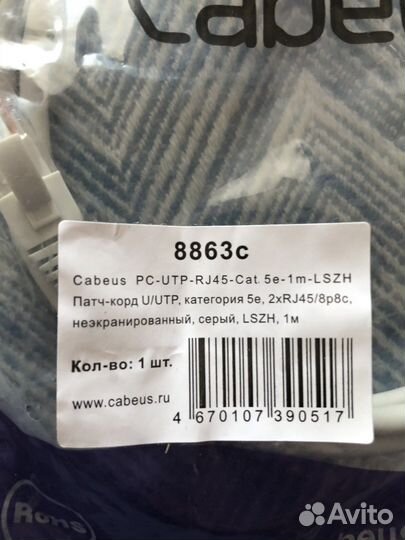 Cabeu
8863c
Cabeus PC-UTP-RJ45-Cat.5e-1m-LSZH
Патч-корд U/UTP, категория 5е, 2xRJ45/8p8c,
неэкранированный, серый, LSZH, 1м
Кол-во: 1 шт.
www.cabeus.ru
4 670107 390517
RoHS
Avito